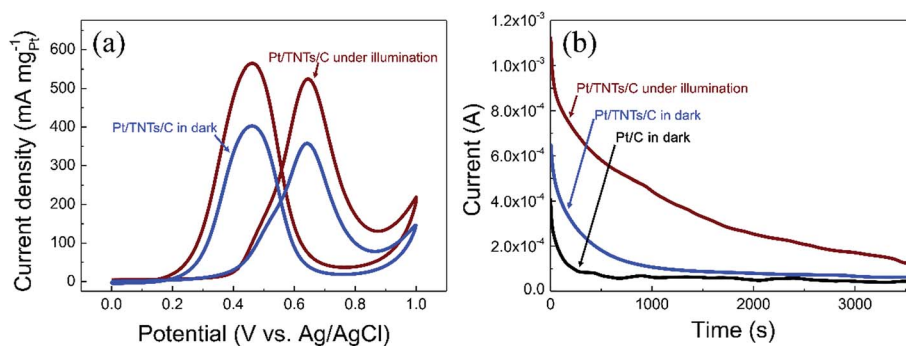 (a)
Pt/TNTs/C under illumination
Pt/TNTs/C in dark
Current density (mA mg⁻¹Pt)
600
500
400
300
200
100
0
0.0 0.2 0.4 0.6 0.8 1.0
Potential (V vs. Ag/AgCl)
(b)
Pt/TNTs/C under illumination
Pt/TNTs/C in dark
Pt/C in dark
Current (A)
1.2x10⁻³
1.0x10⁻³
8.0x10⁻⁴
6.0x10⁻⁴
4.0x10⁻⁴
2.0x10⁻⁴
0.0
0 1000 2000 3000
Time (s)